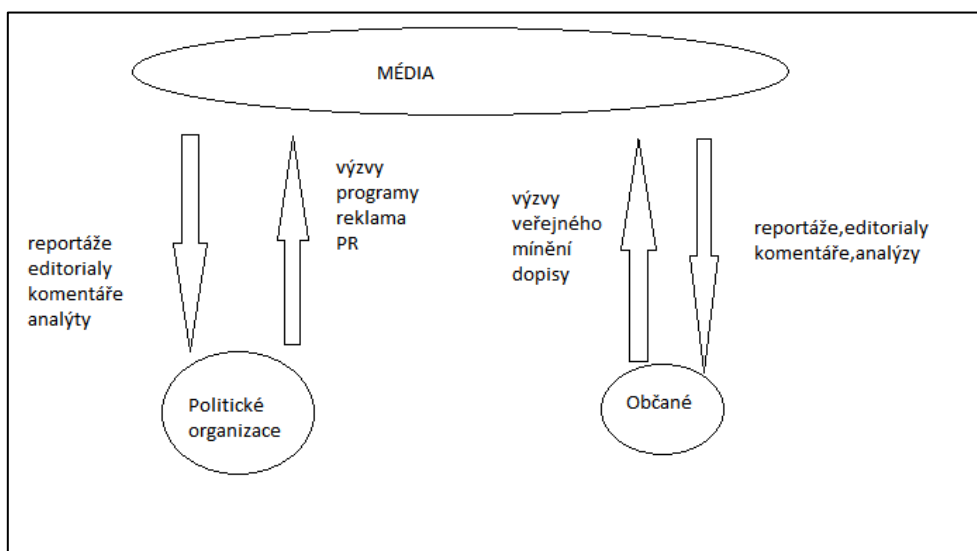 MÉDIA
reportáže
editorialy
komentáře
analýty
výzvy
programy
reklama
PR
výzvy
veřejného
mínění
dopisy
reportáže,editorialy
komentáře,analýzy
Politické
organizace
Občané